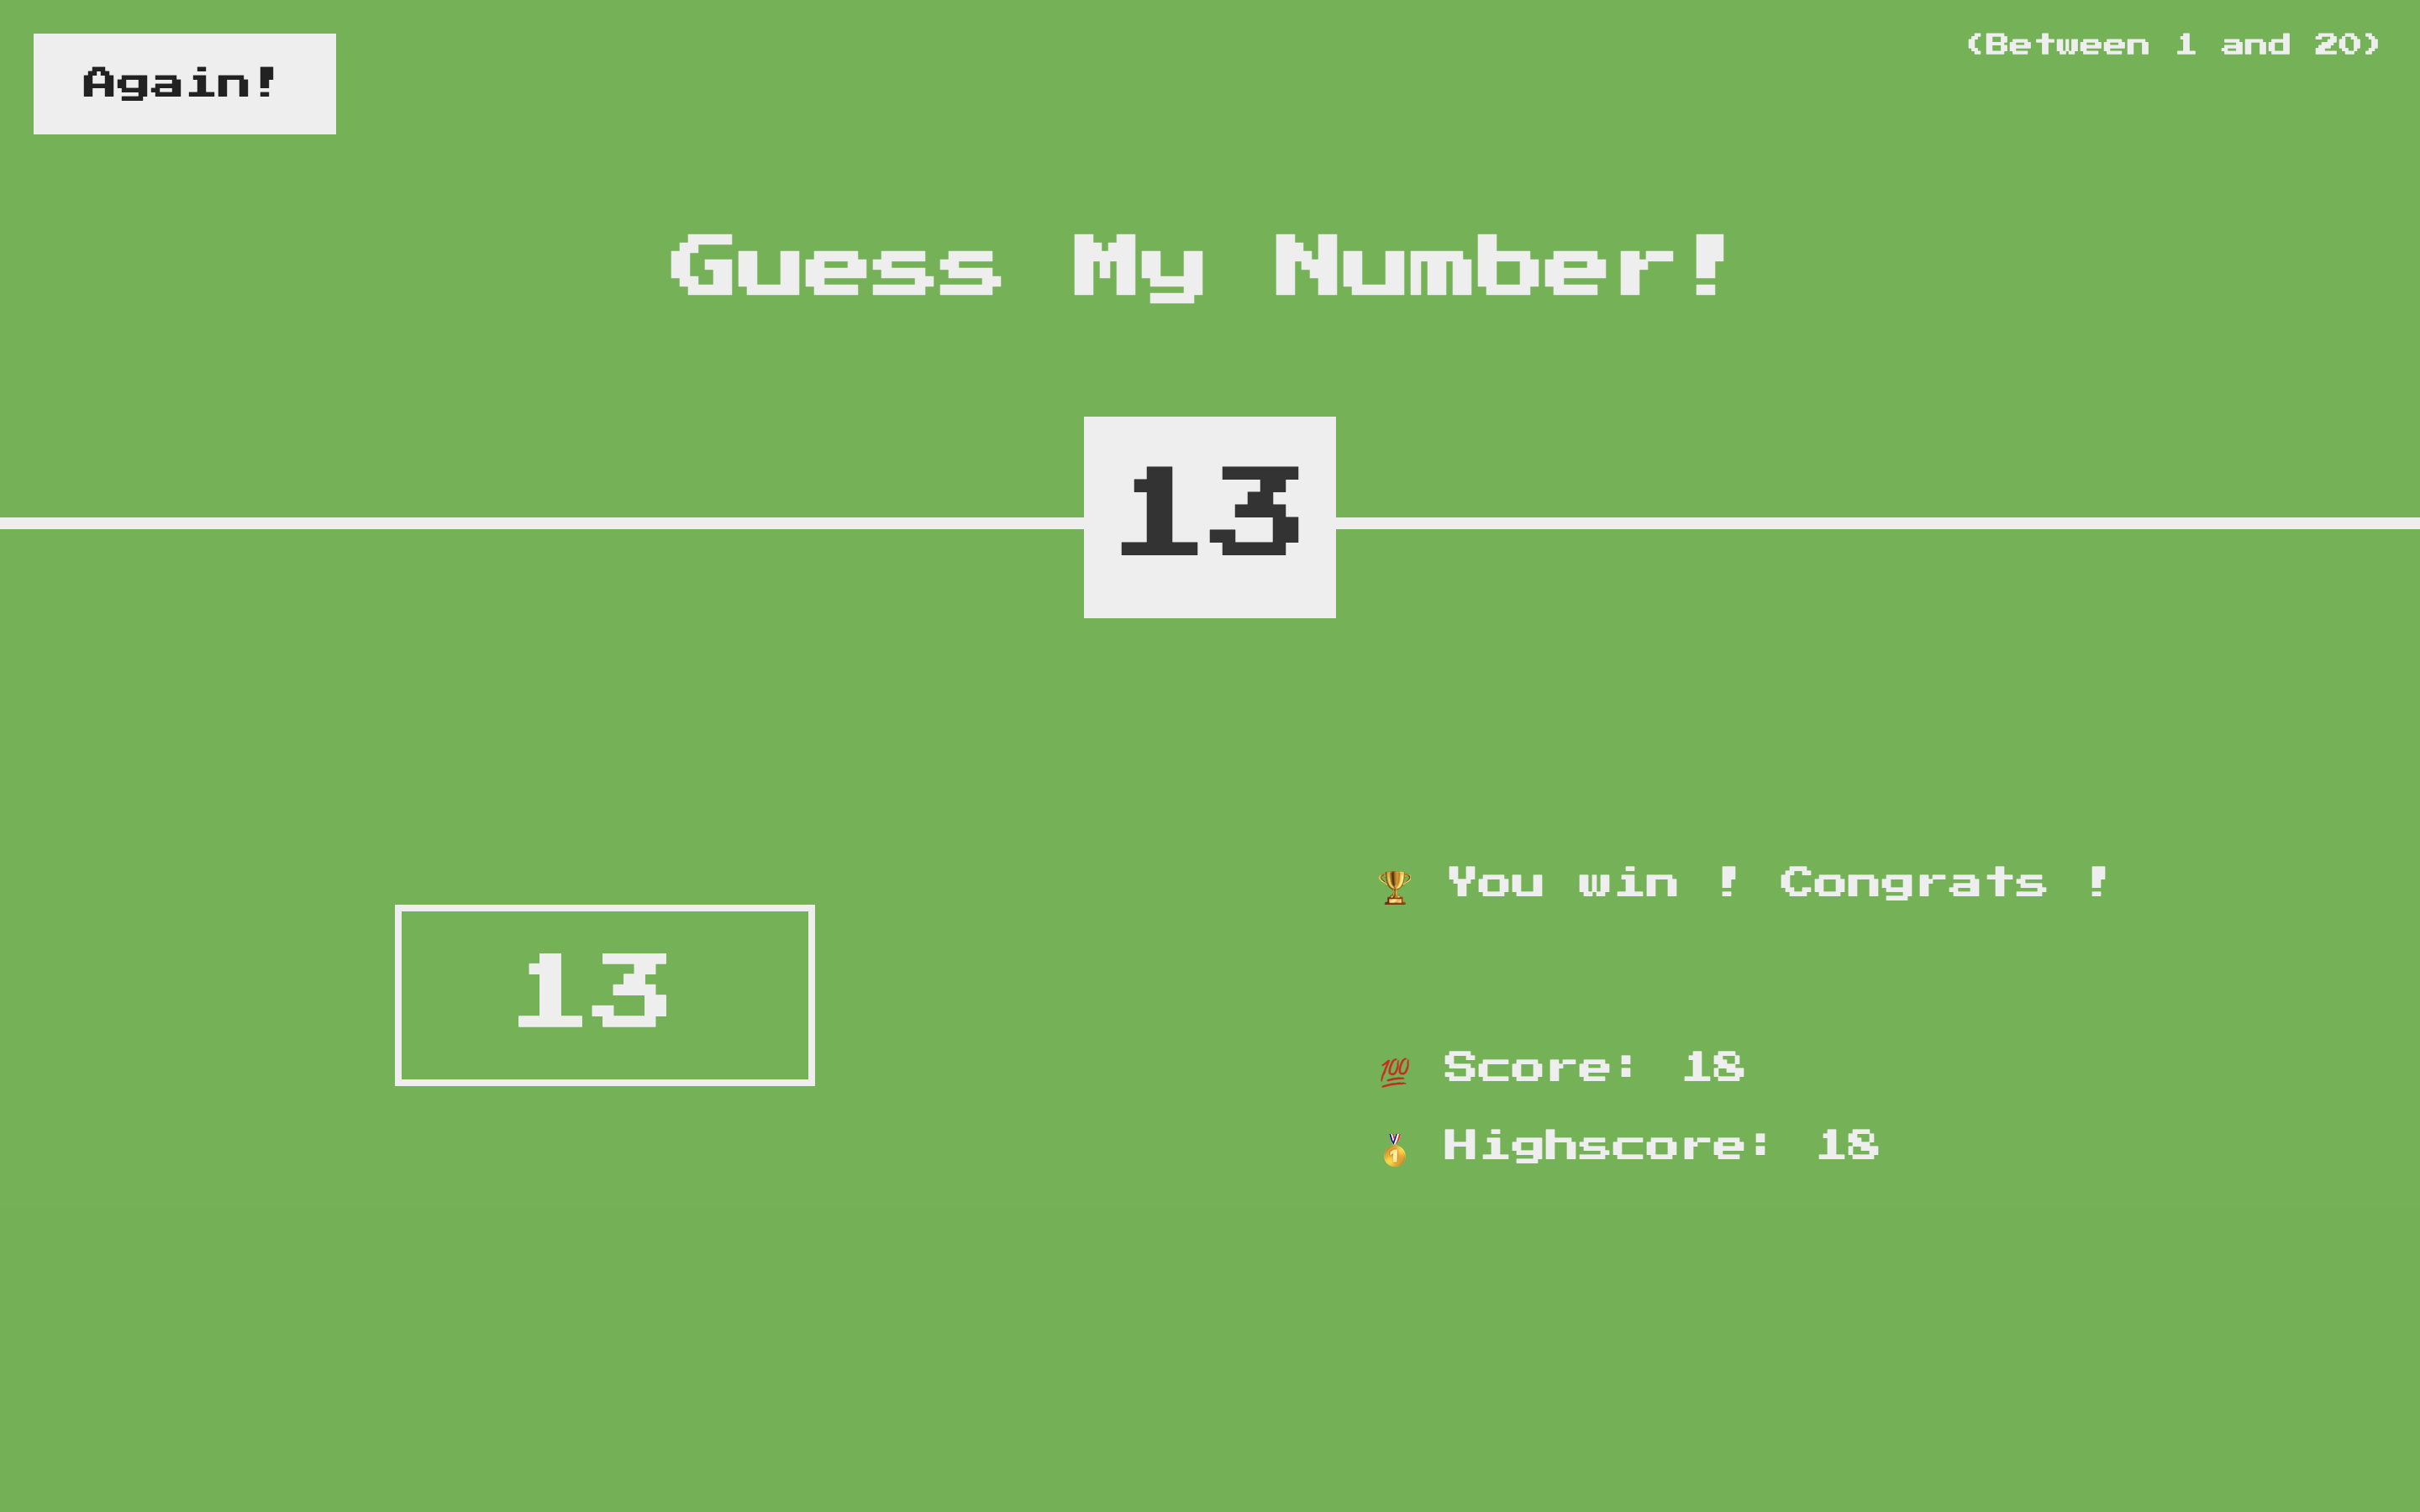 Again!
(Between 1 and 20)
Guess My Number!
13
13
🏆 You win ! Congrats !
💯 Score: 18
🥇 Highscore: 18